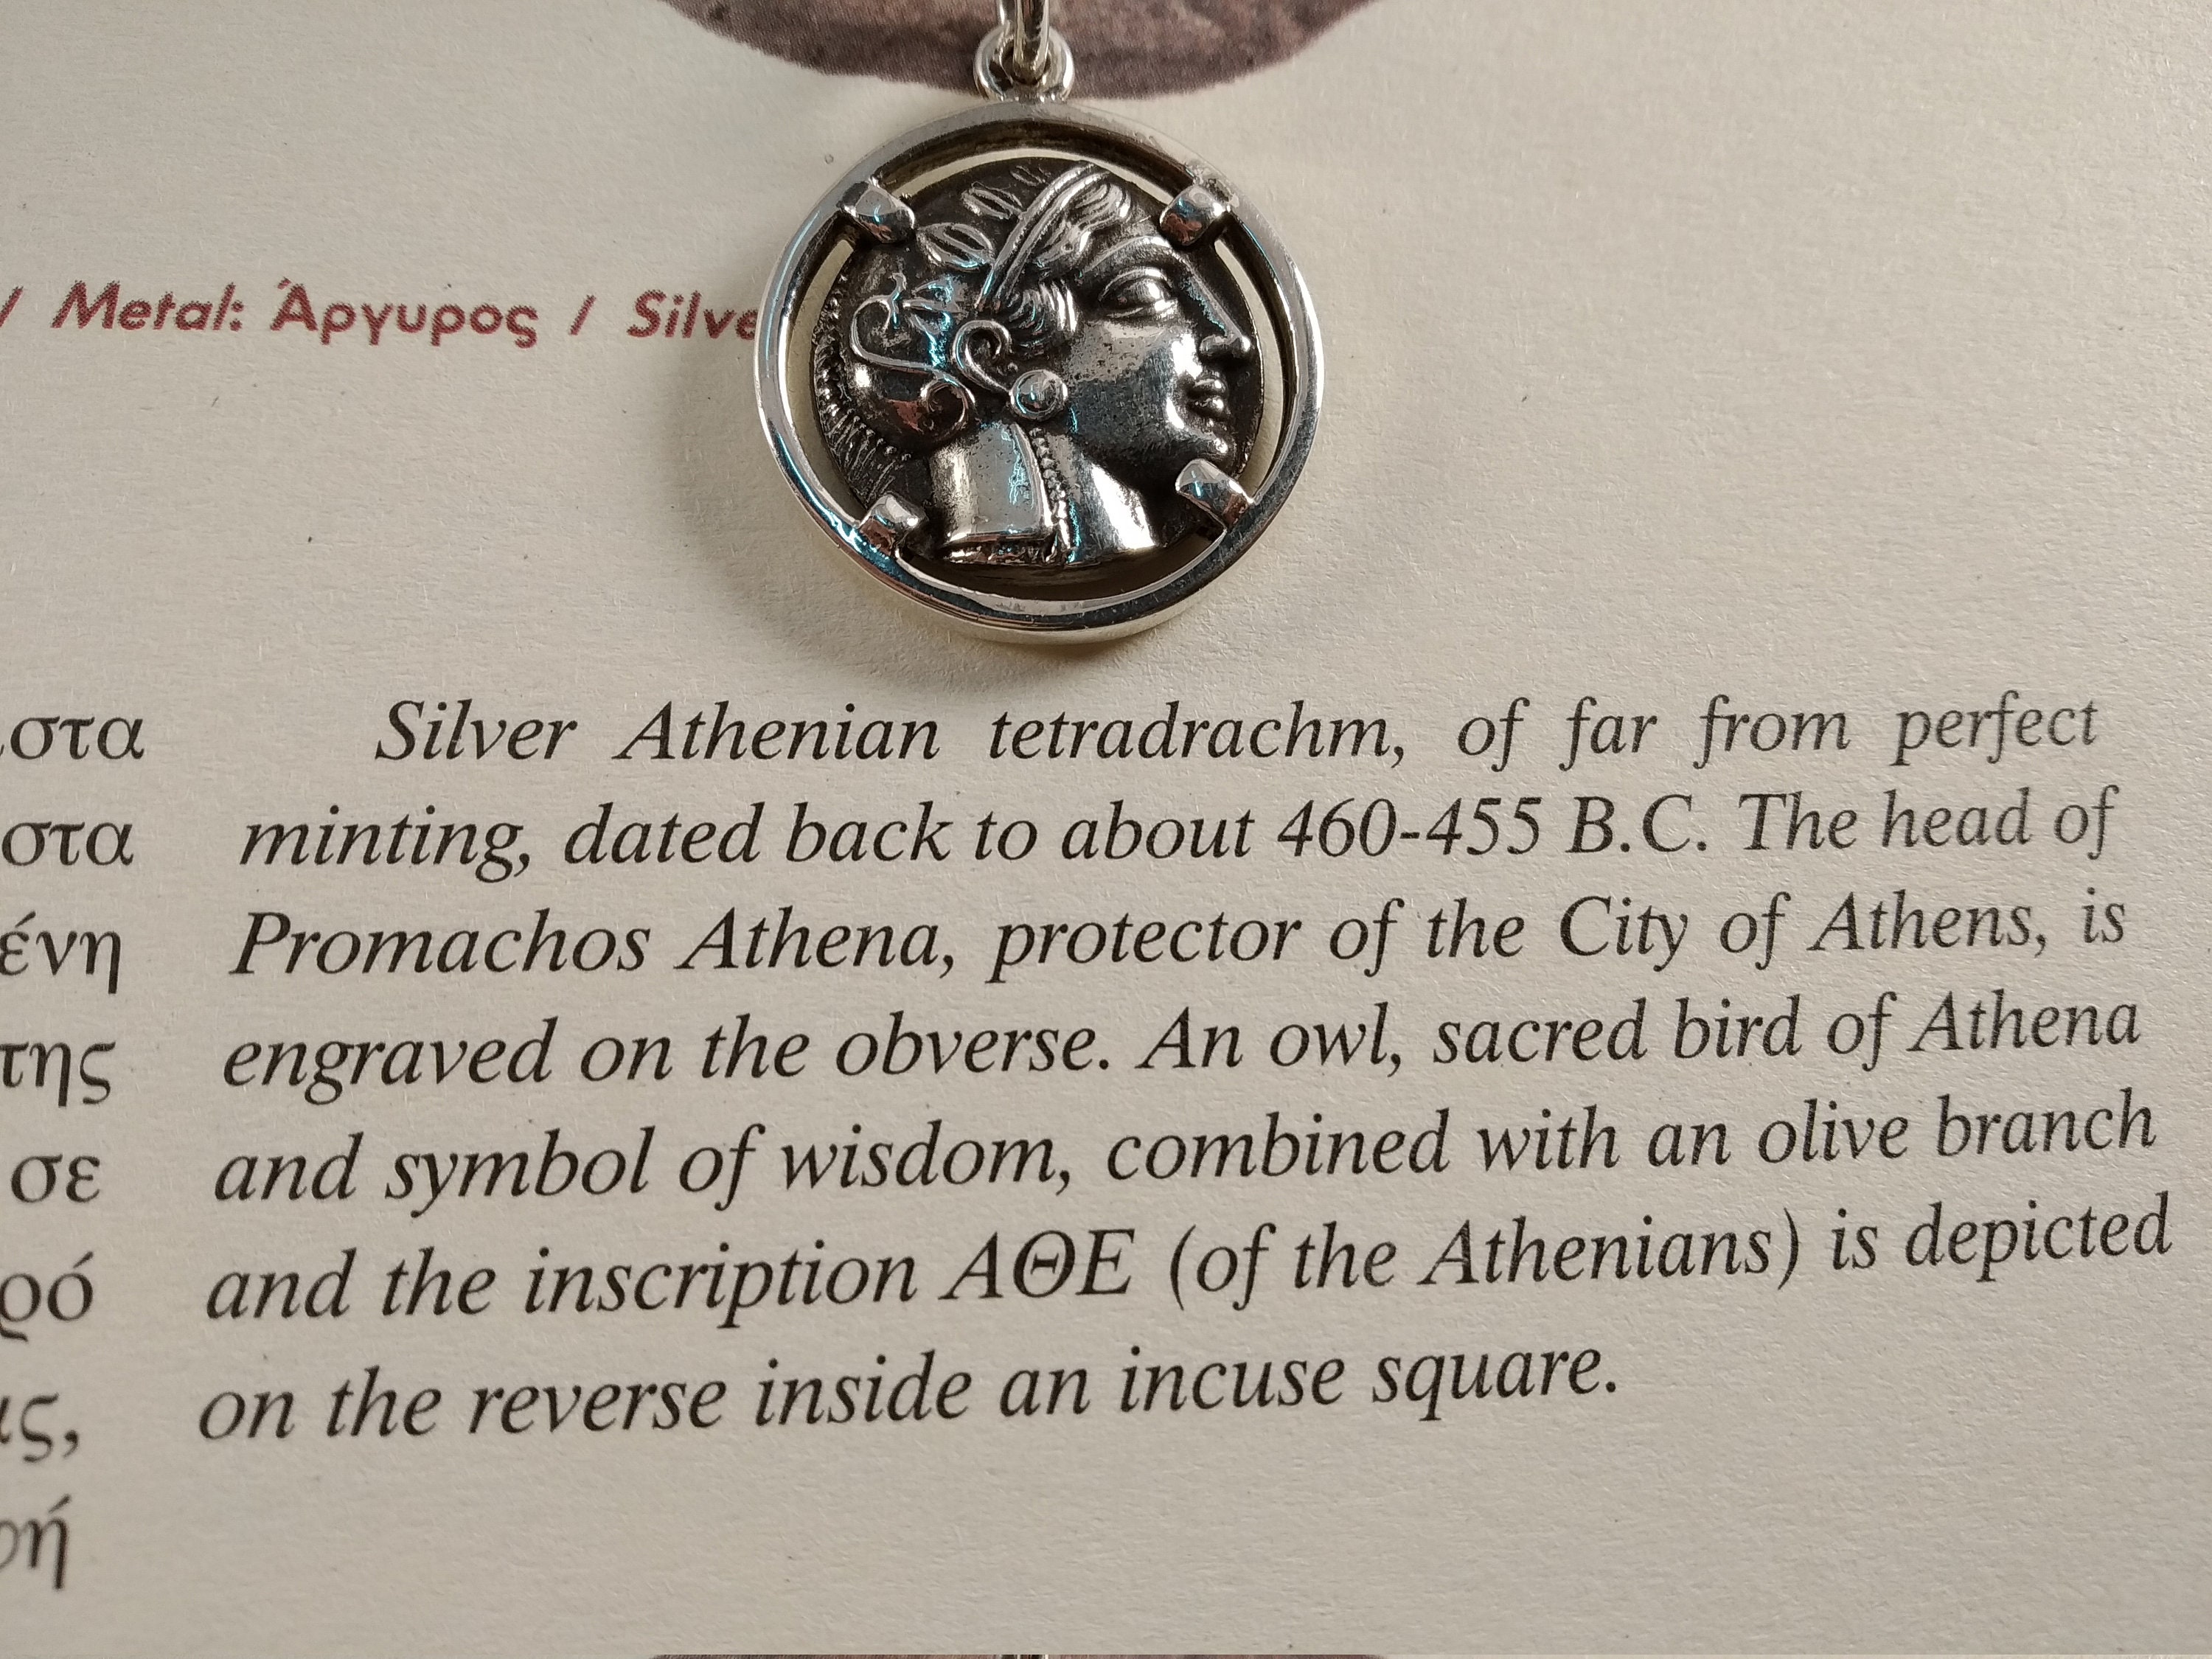 / Metal: Άργυρος / Silve
στα
στα
ένη
της
σε
ρό
ς,
ή
Silver Athenian tetradrachm, of far from perfect
minting, dated back to about 460-455 B.C. The head of
Promachos Athena, protector of the City of Athens, is
engraved on the obverse. An owl, sacred bird of Athena
and symbol of wisdom, combined with an olive branch
and the inscription ΑΘΕ (of the Athenians) is depicted
on the reverse inside an incuse square.